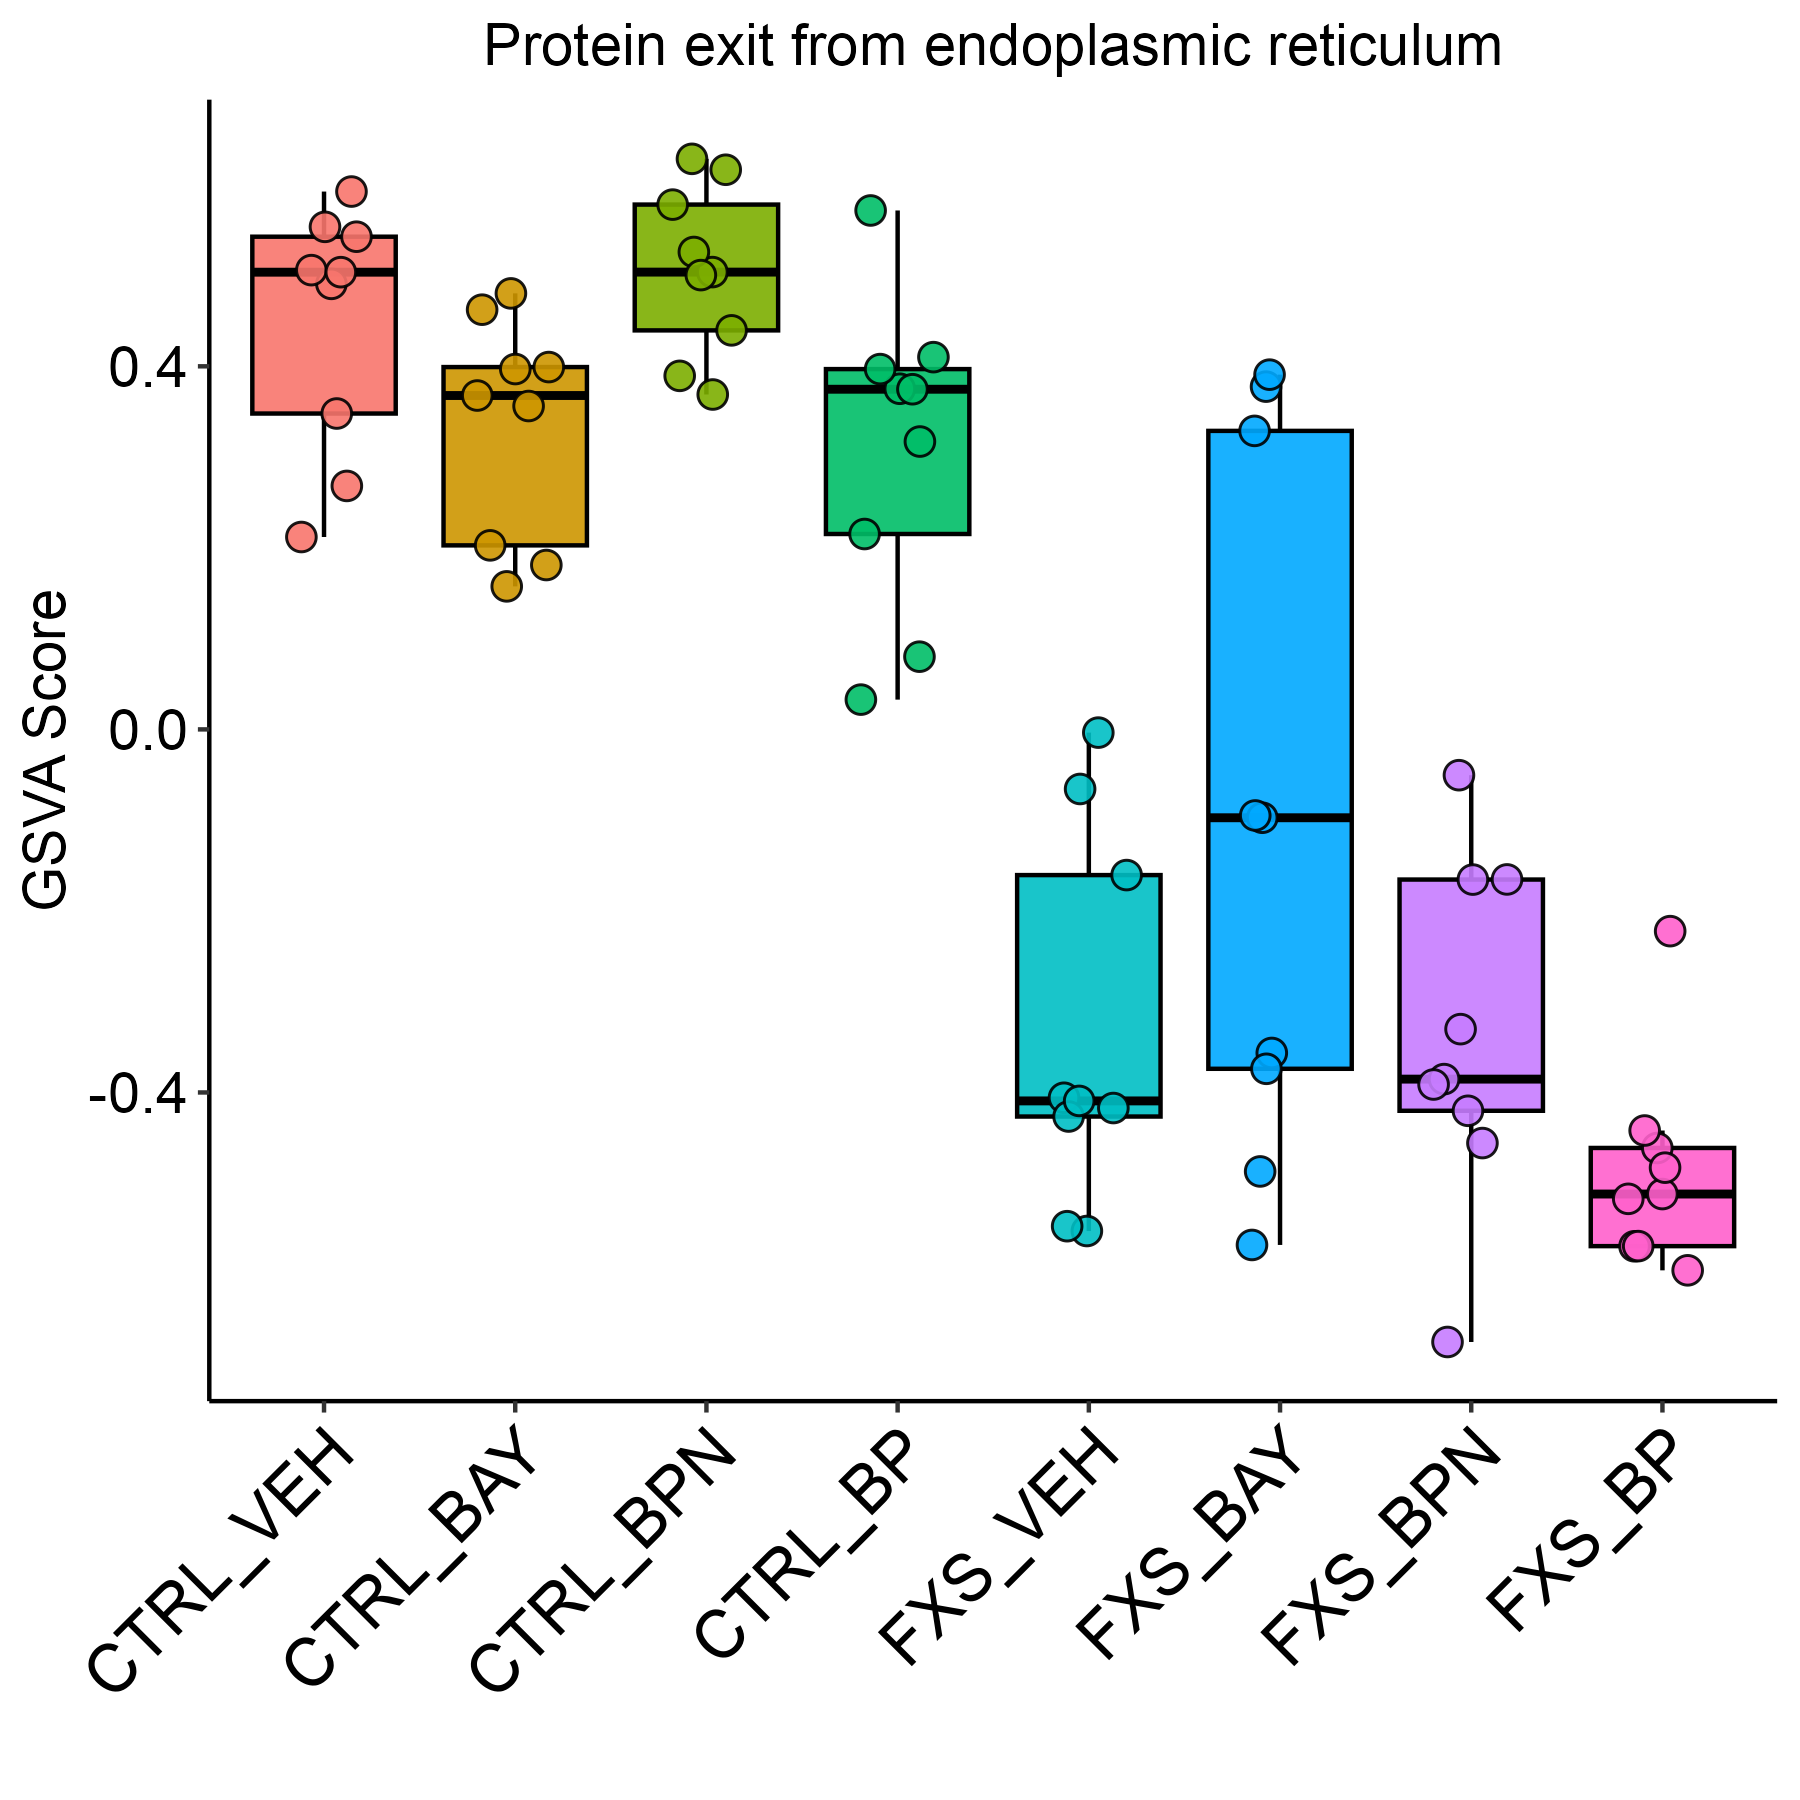 Protein exit from endoplasmic reticulum
GSVA Score
0.4
0.0
-0.4
CTRL_VEH
CTRL_BAY
CTRL_BPN
CTRL_BP
FXS_VEH
FXS_BAY
FXS_BPN
FXS_BP